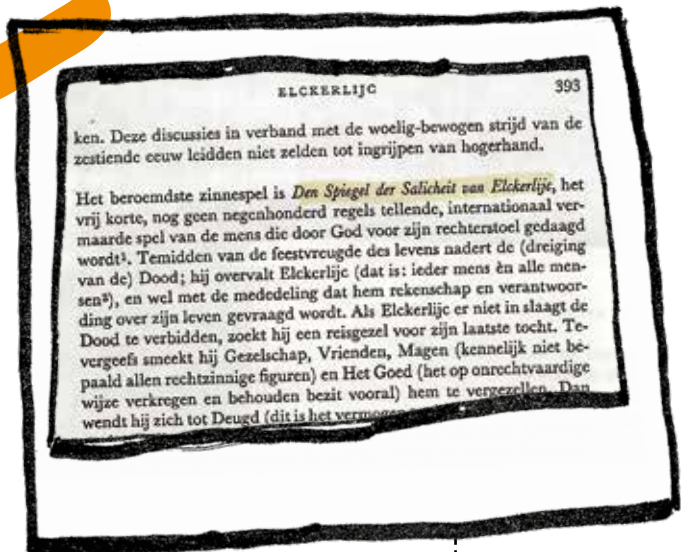 ELCKERLIJC 393
ken. Deze discussies in verband met de woelig-bewogen strijd van de
zestiende eeuw leidden niet zelden tot ingrijpen van hogerhand.
Het beroemdste zinnespel is Den Spiegel der Salicheit van Elckerlijc, het
vrij korte, nog geen negenhonderd regels tellende, internationaal ver-
maarde spel van de mens die door God voor zijn rechterstoel gedaagd
wordt¹. Temidden van de feestvreugde des levens nadert de (dreiging
van de) Dood; hij overvalt Elckerlijc (dat is: ieder mens èn alle men-
sen²), en wel met de mededeling dat hem rekenschap en verantwoor-
ding over zijn leven gevraagd wordt. Als Elckerlijc er niet in slaagt de
Dood te verbidden, zoekt hij een reisgezel voor zijn laatste tocht. Te-
vergeefs smeekt hij Gezelschap, Vrienden, Magen (kennelijk niet be-
paald allen rechtzinnige figuren) en Het Goed (het op onrechtvaardige
wijze verkregen en behouden bezit vooral) hem te vergezellen. Dan
wendt hij zich tot Deugd (dit is het